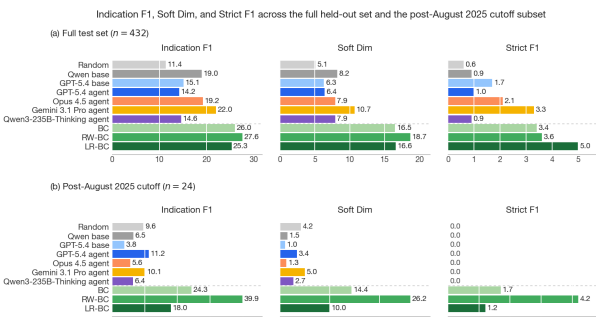 Indication F1, Soft Dim, and Strict F1 across the full held-out set and the post-August 2025 cutoff subset
(a) Full test set (n = 432)
Indication F1 Soft Dim Strict F1
Random 11.4 5.1 0.6
Qwen base 19.0 8.2 0.9
GPT-5.4 base 15.1 6.3 1.7
GPT-5.4 agent 14.2 6.4 1.0
Opus 4.5 agent 19.2 7.9 2.1
Gemini 3.1 Pro agent 22.0 10.7 3.3
Qwen3-235B-Thinking agent 14.6 7.9 0.9
BC 26.0 16.5 3.4
RW-BC 27.6 18.7 3.6
LR-BC 25.3 16.6 5.0
0 10 20 30 0 5 10 15 20 0 1 2 3 4 5
(b) Post-August 2025 cutoff (n = 24)
Indication F1 Soft Dim Strict F1
Random 9.6 4.2 0.0
Qwen base 6.5 1.5 0.0
GPT-5.4 base 3.8 1.0 0.0
GPT-5.4 agent 11.2 3.4 0.0
Opus 4.5 agent 5.6 1.3 0.0
Gemini 3.1 Pro agent 10.1 5.0 0.0
Qwen3-235B-Thinking agent 6.4 2.7 0.0
BC 24.3 14.4 1.7
RW-BC 39.9 26.2 4.2
LR-BC 18.0 10.0 1.2